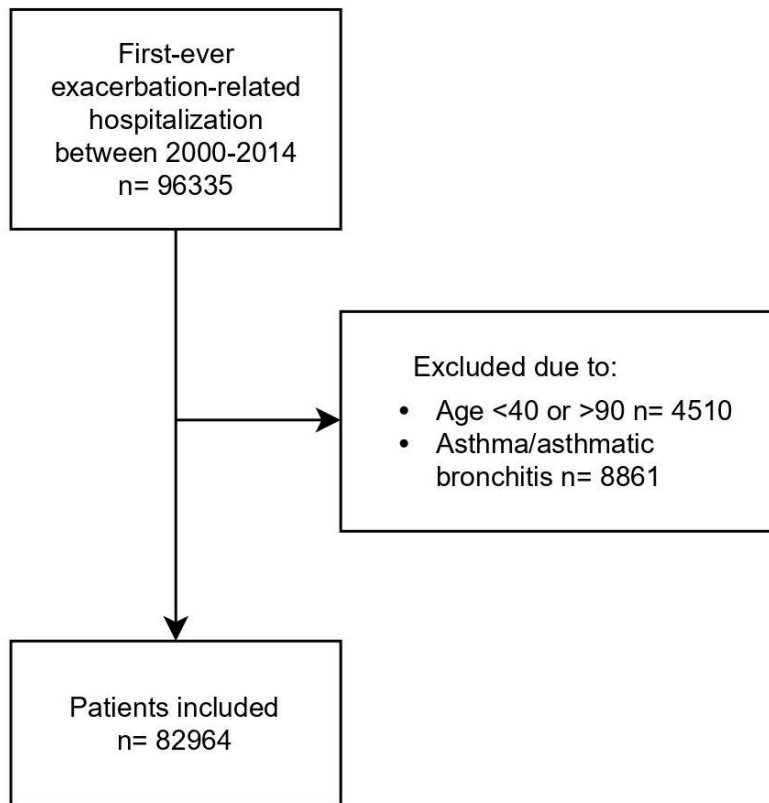 First-ever
exacerbation-related
hospitalization
between 2000-2014
n= 96335
Excluded due to:
• Age <40 or >90 n= 4510
• Asthma/asthmatic
bronchitis n= 8861
Patients included
n= 82964